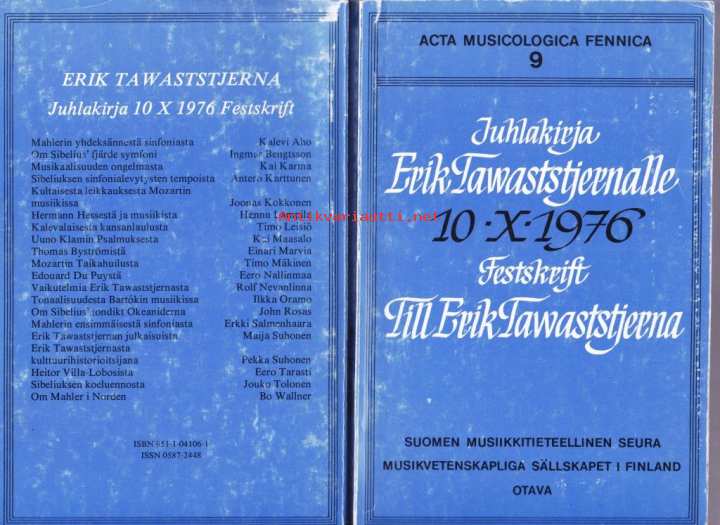 ERIK TAWASTSTJERNA
Juhlakirja 10 X 1976 Festskrift
Mahlerin yhdeksännestä sinfoniasta Kalevi Aho
Om Sibelius' fjärde symfoni Ingmar Bengtsson
Musikaalisuuden ongelmasta Kai Karma
Sibeliuksen sinfonialevytysten tempoista Antero Karttunen
Kultaisesta leikkauksesta Mozartin
musiikissa Joonas Kokkonen
Hermann Hessestä ja musiikista Hennu
Kalevalaisesta kansanlaulusta Timo Leisiö
Uuno Klamin Psalmuksesta Kai Maasalo
Thomas Byströmistä Einari Marvia
Mozartin Taikahuilusta Timo Mäkinen
Edouard Du Puystä Eero Nallinmaa
Vaikutelmia Erik Tawaststjernasta Rolf Nevanlinna
Tonaalisuudesta Bartókin musiikissa Ilkka Oramo
Om Sibelius' tondikt Okeaniderna John Rosas
Mahlerin ensimmäisestä sinfoniasta Erkki Salmenhaara
Erik Tawaststjernan julkaisuista Maija Suhonen
Erik Tawaststjernasta
kulttuurihistorioitsijana Pekka Suhonen
Heitor Villa-Lobosista Eero Tarasti
Sibeliuksen koeluennosta Jouko Tolonen
Om Mahler i Norden Bo Wallner
ISBN 951-1-04106-1
ISSN 0587-2448
Antikvariaatti.net
ACTA MUSICOLOGICA FENNICA
9
Juhlakirja
Erik Tawaststjernalle
10·X·1976
Festskrift
Till Erik Tawaststjerna
SUOMEN MUSIIKKITIETEELLINEN SEURA
MUSIKVETENSKAPLIGA SÄLLSKAPET I FINLAND
OTAVA